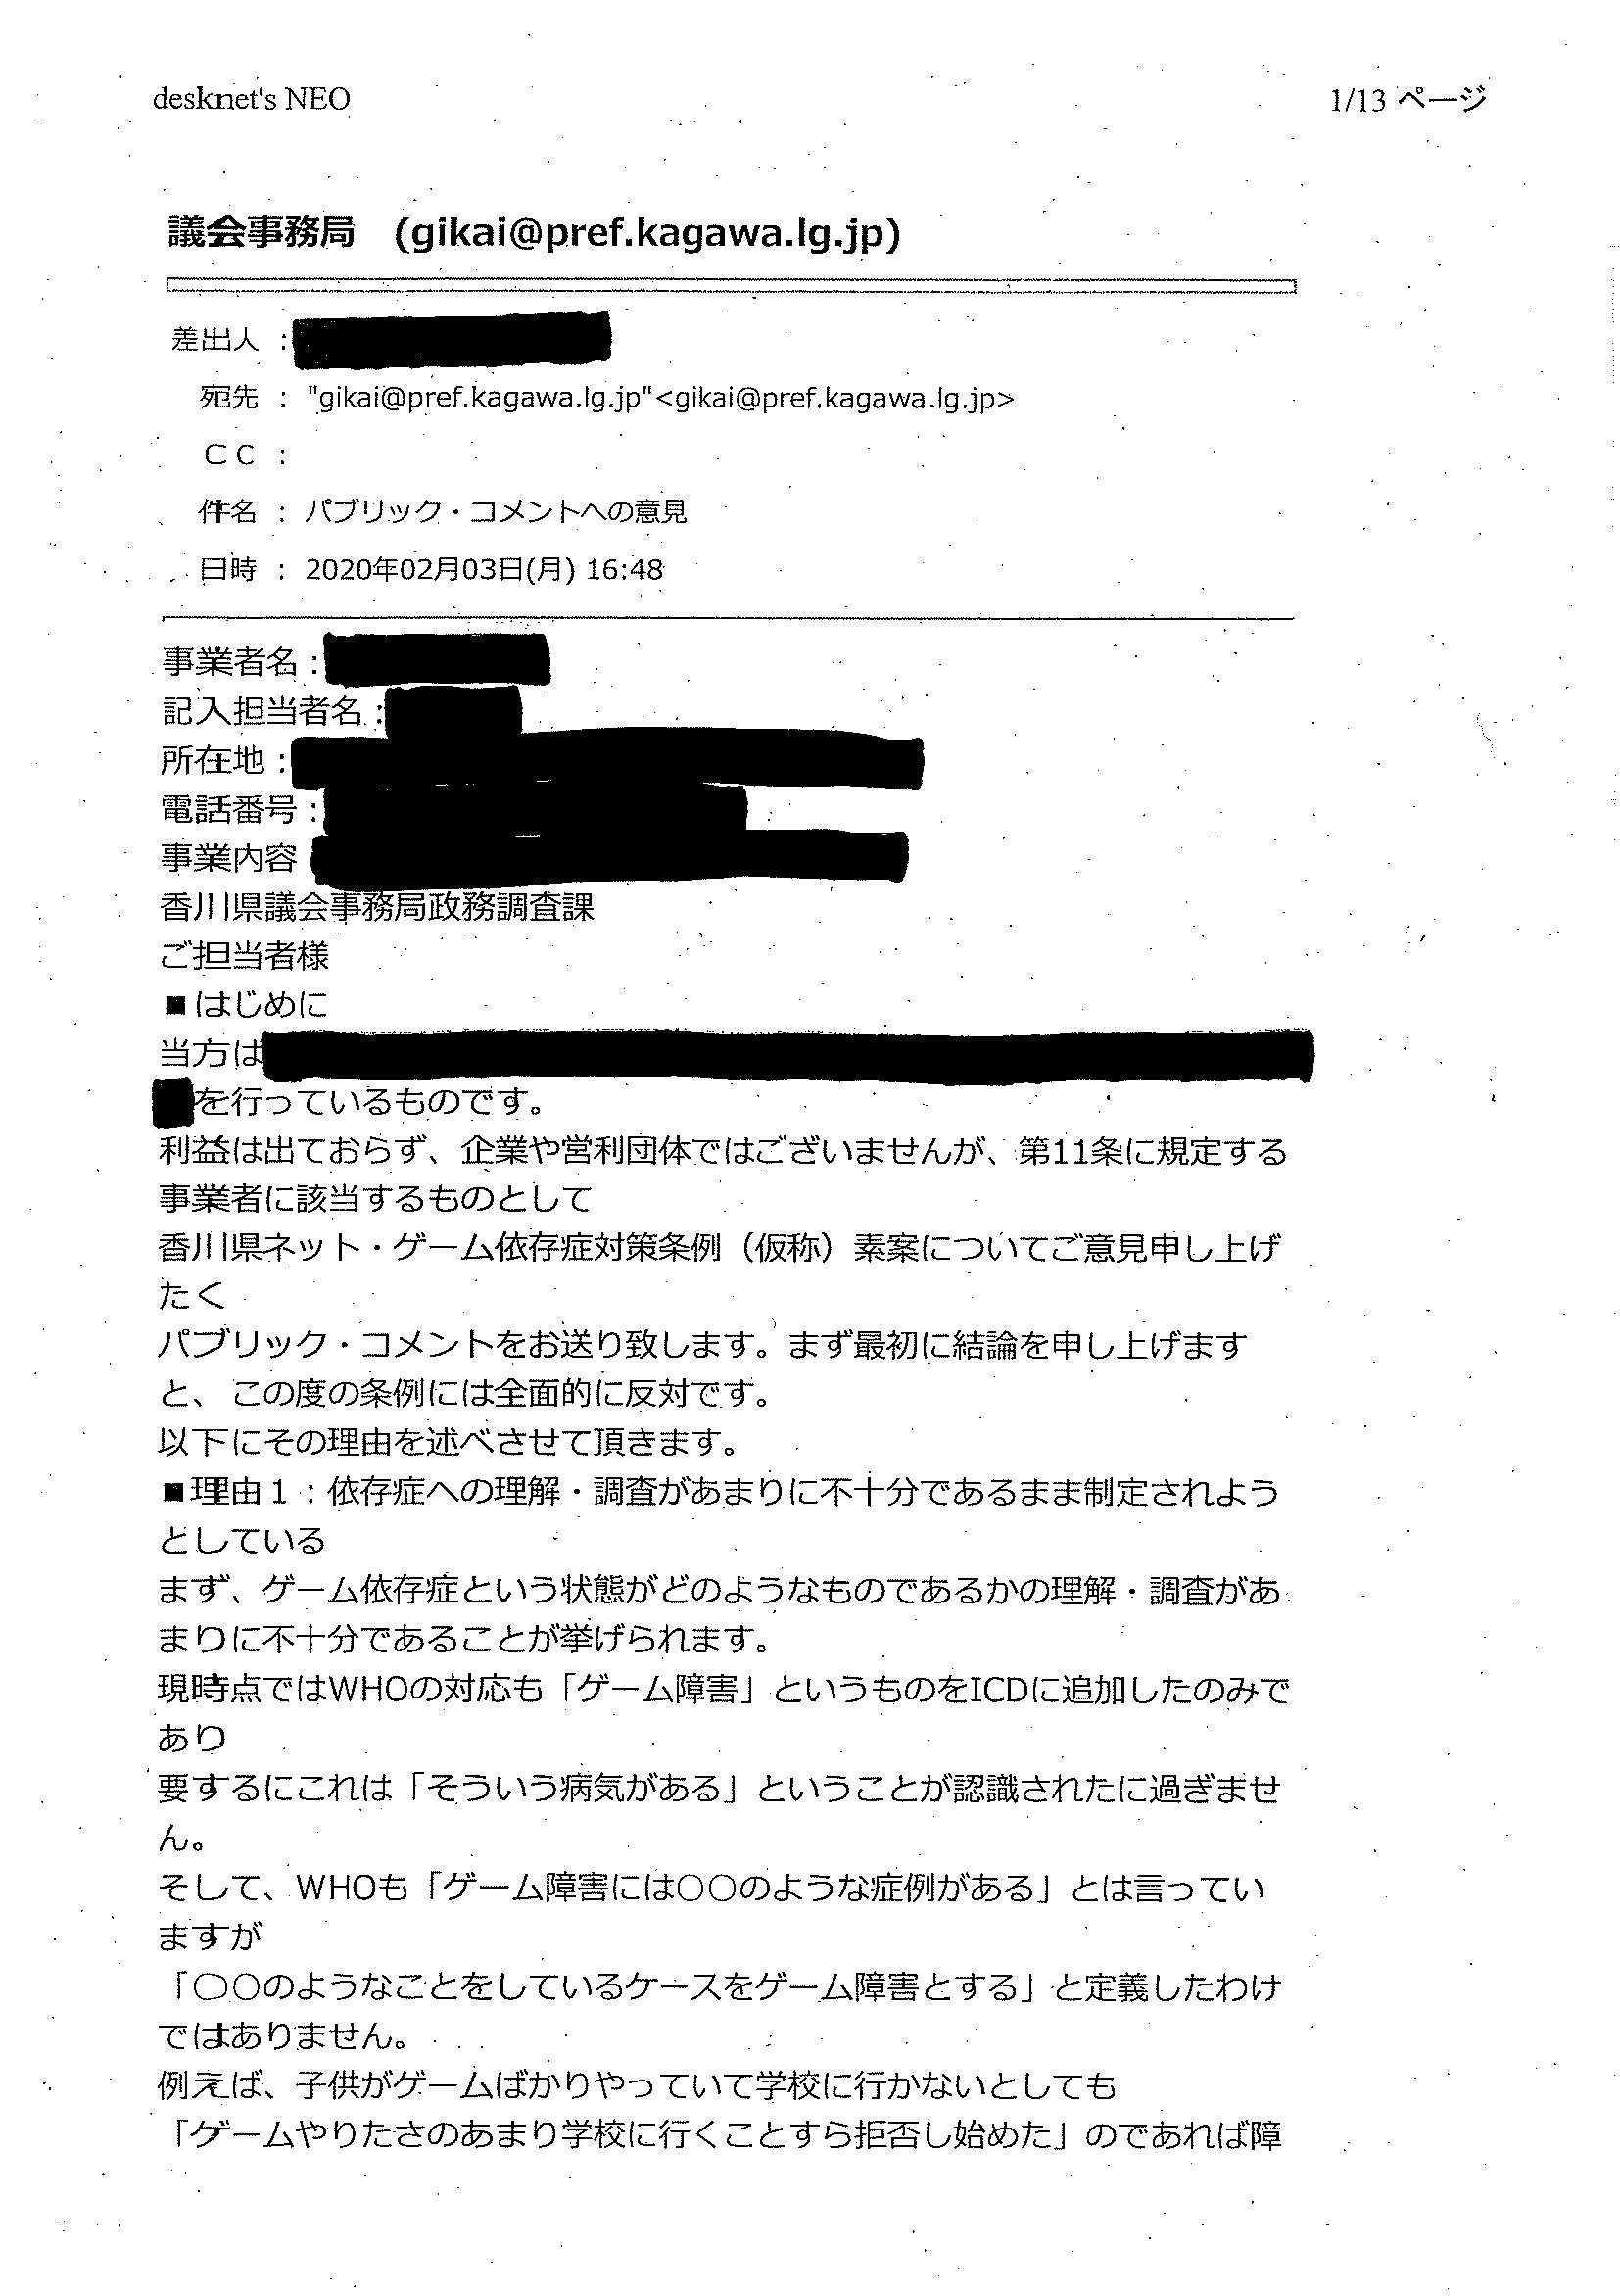 desknet's NEO
1/13 ページ
議会事務局 (gikai@pref.kagawa.lg.jp)
差出人 :
宛先 : "gikai@pref.kagawa.lg.jp"<gikai@pref.kagawa.lg.jp>
ＣＣ :
件名 : パブリック・コメントへの意見
日時 : 2020年02月03日(月) 16:48
事業者名 :
記入担当者名 :
所在地 :
電話番号 :
事業内容
香川県議会事務局政務調査課
ご担当者様
■はじめに
当方は
を行っているものです。
利益は出ておらず、企業や営利団体ではございませんが、第11条に規定する
事業者に該当するものとして
香川県ネット・ゲーム依存症対策条例（仮称）素案についてご意見申し上げ
たく
パブリック・コメントをお送り致します。まず最初に結論を申し上げます
と、この度の条例には全面的に反対です。
以下にその理由を述べさせて頂きます。
■理由１：依存症への理解・調査があまりに不十分であるまま制定されよう
としている
まず、ゲーム依存症という状態がどのようなものであるかの理解・調査があ
まりに不十分であることが挙げられます。
現時点ではWHOの対応も「ゲーム障害」というものをICDに追加したのみで
あり
要するにこれは「そういう病気がある」ということが認識されたに過ぎませ
ん。
そして、WHOも「ゲーム障害には○○のような症例がある」とは言ってい
ますが
「○○のようなことをしているケースをゲーム障害とする」と定義したわけ
ではありません。
例えば、子供がゲームばかりやっていて学校に行かないとしても
「ゲームやりたさのあまり学校に行くことすら拒否し始めた」のであれば障